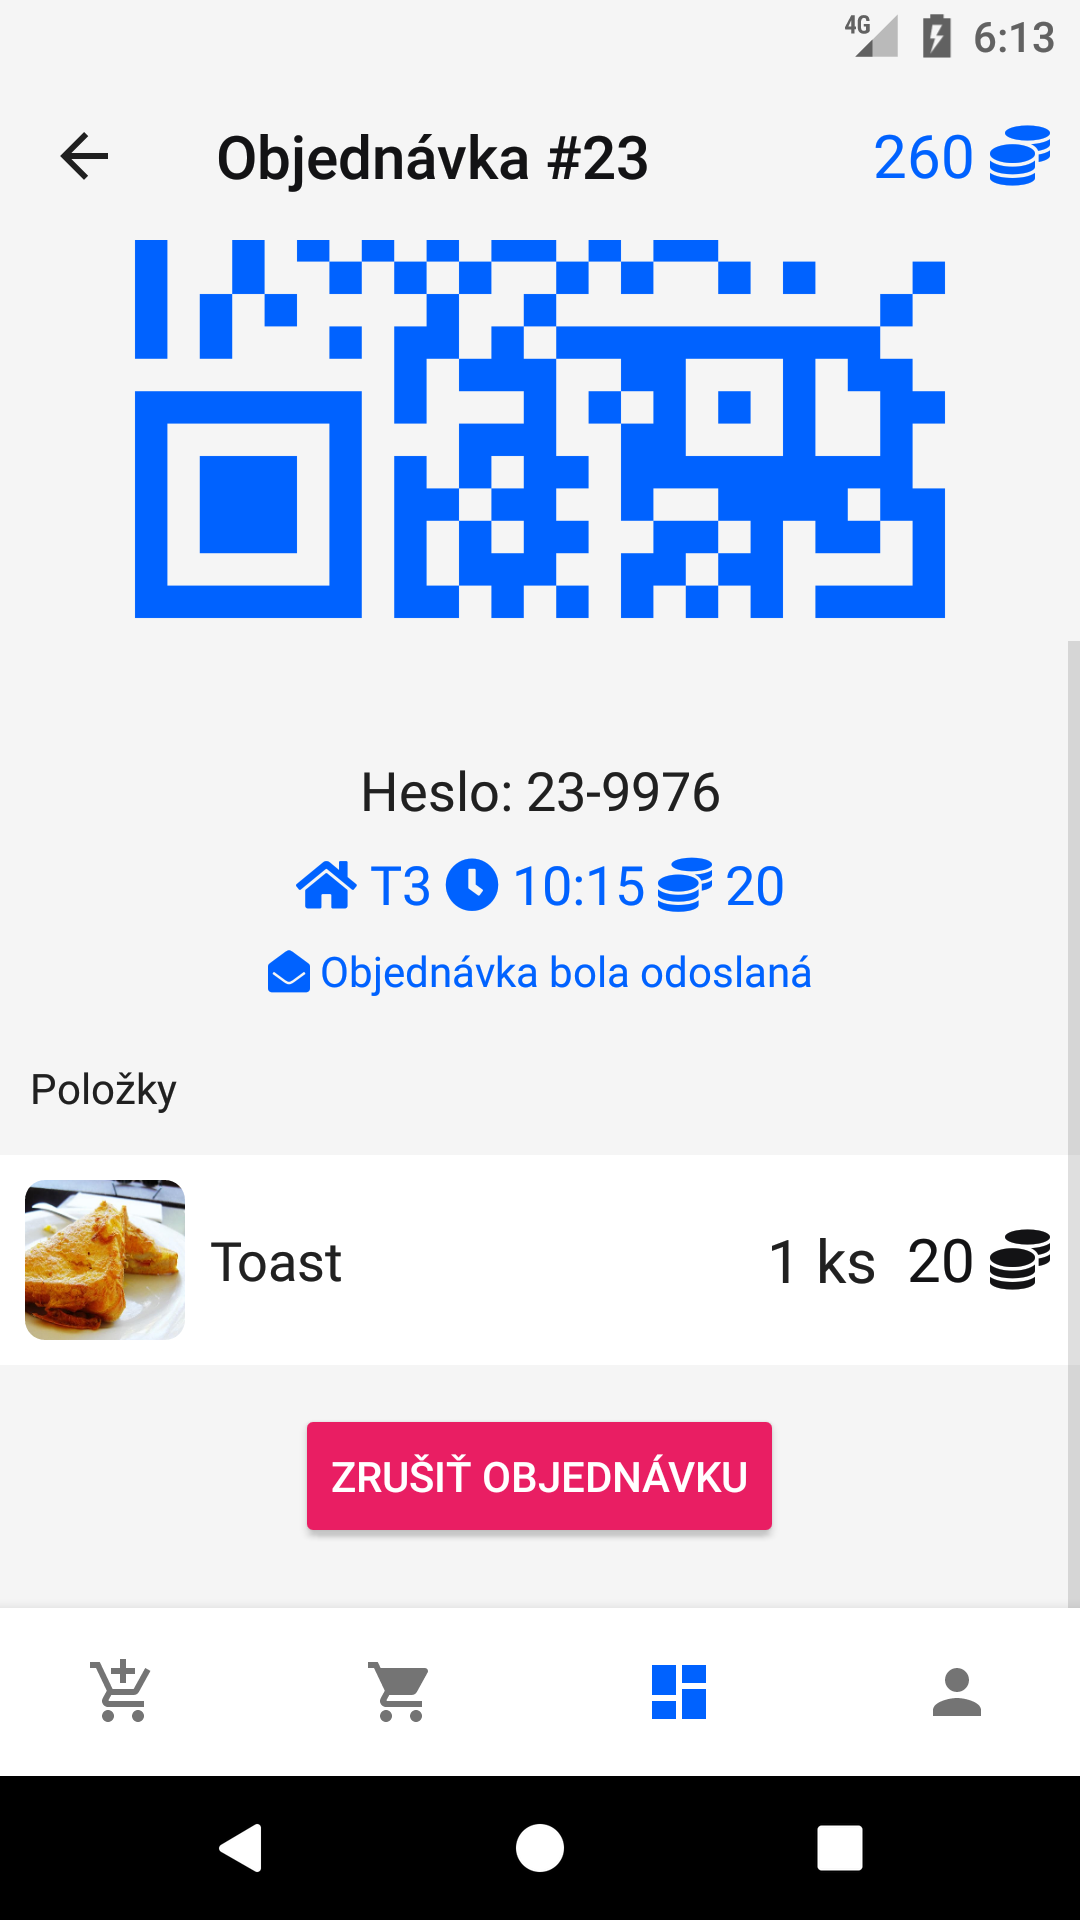 4G 6:13
Objednávka #23 260
Heslo: 23-9976
T3 10:15 20
Objednávka bola odoslaná
Položky
Toast 1 ks 20
ZRUŠIŤ OBJEDNÁVKU